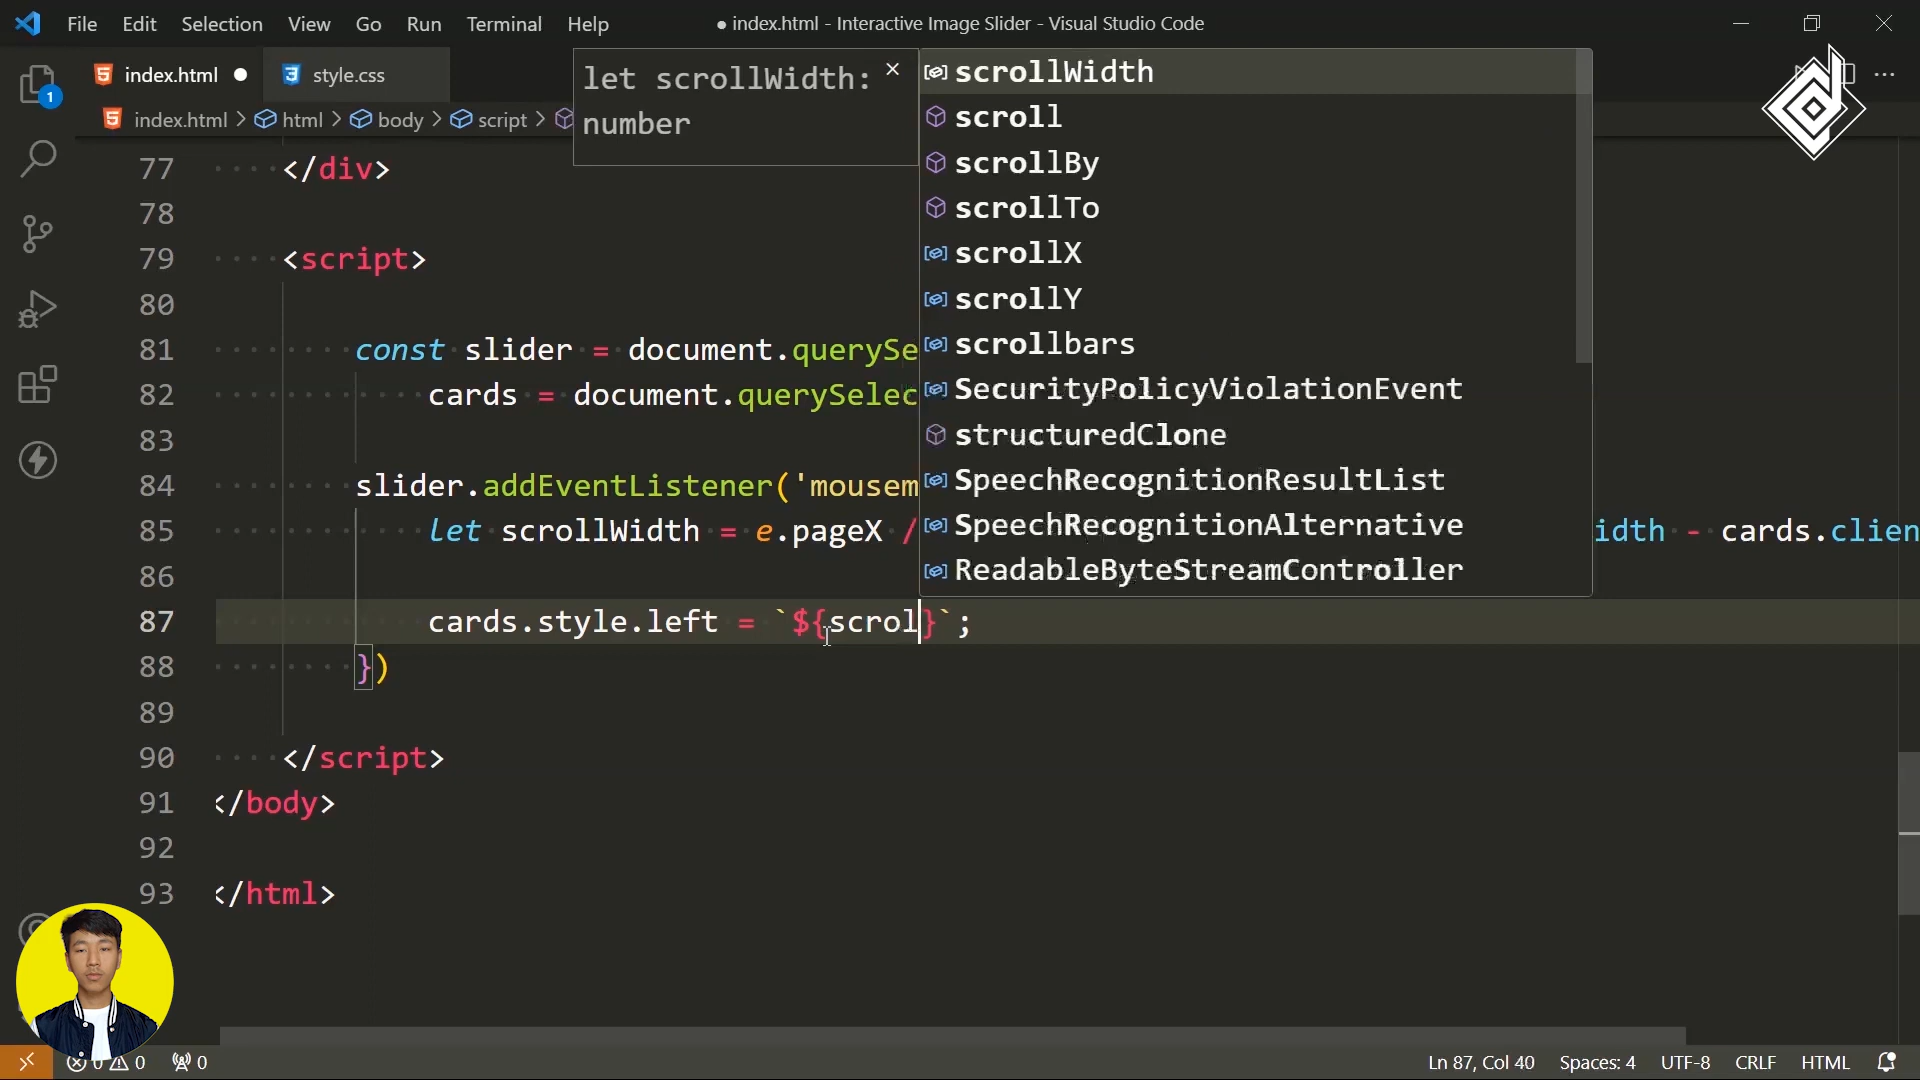 File Edit Selection View Go Run Terminal Help
● index.html - Interactive Image Slider - Visual Studio Code
index.html ● style.css
index.html > html > body > script >
let scrollWidth:
number
scrollWidth
scroll
scrollBy
scrollTo
scrollX
scrollY
scrollbars
SecurityPolicyViolationEvent
structuredClone
SpeechRecognitionResultList
SpeechRecognitionAlternative
ReadableByteStreamController
1
77 </div>
78
79 <script>
80
81 const slider = document.querySe
82 cards = document.querySelec
83
84 slider.addEventListener('mousem
85 let scrollWidth = e.pageX / idth - cards.clien
86
87 cards.style.left = `${scrol}`;
88 })
89
90 </script>
91 </body>
92
93 </html>
0 0 0
Ln 87, Col 40 Spaces: 4 UTF-8 CRLF HTML